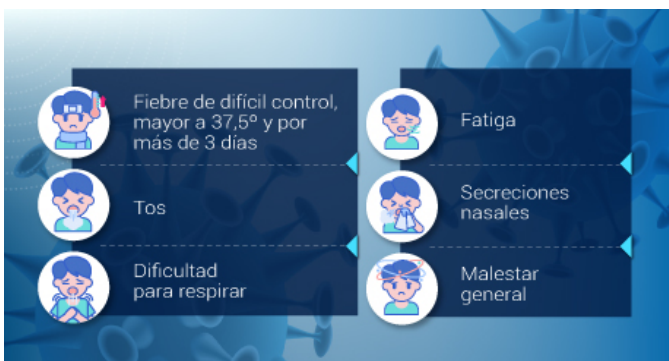 Fiebre de difícil control,
mayor a 37,5º y por
más de 3 días
Tos
Dificultad
para respirar
Fatiga
Secreciones
nasales
Malestar
general